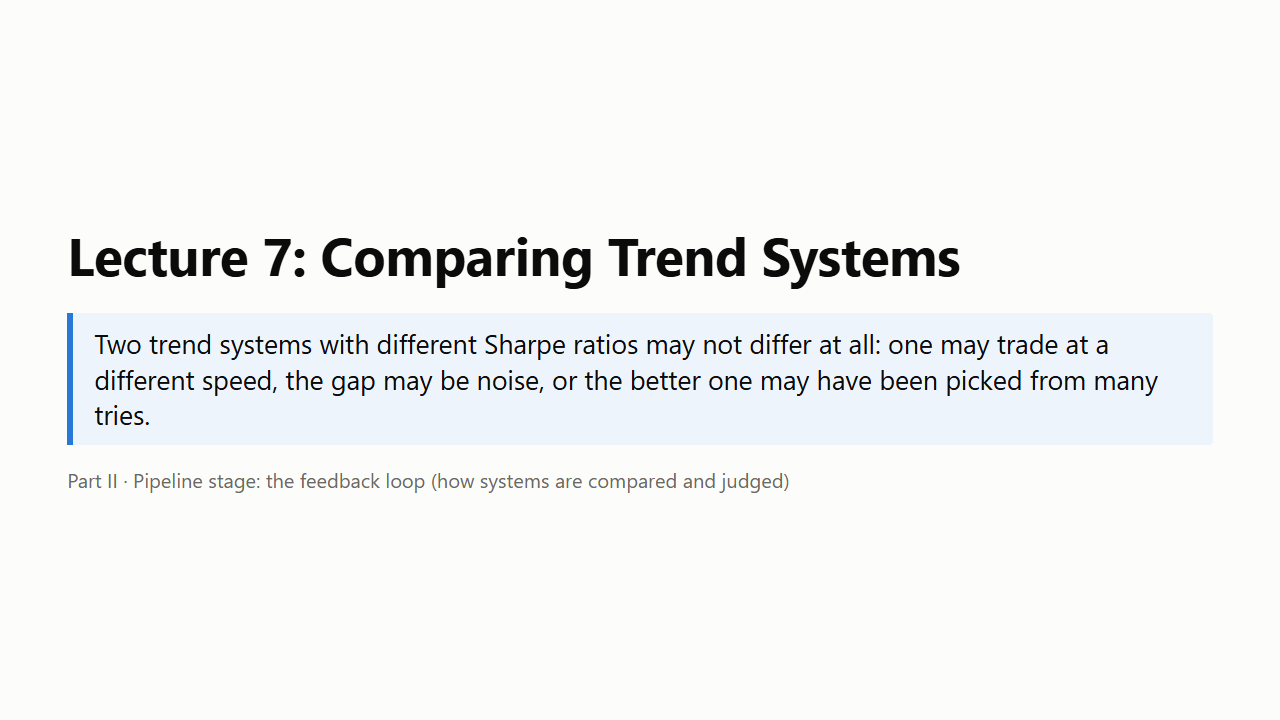 Lecture 7: Comparing Trend Systems
Two trend systems with different Sharpe ratios may not differ at all: one may trade at a
different speed, the gap may be noise, or the better one may have been picked from many
tries.
Part II · Pipeline stage: the feedback loop (how systems are compared and judged)